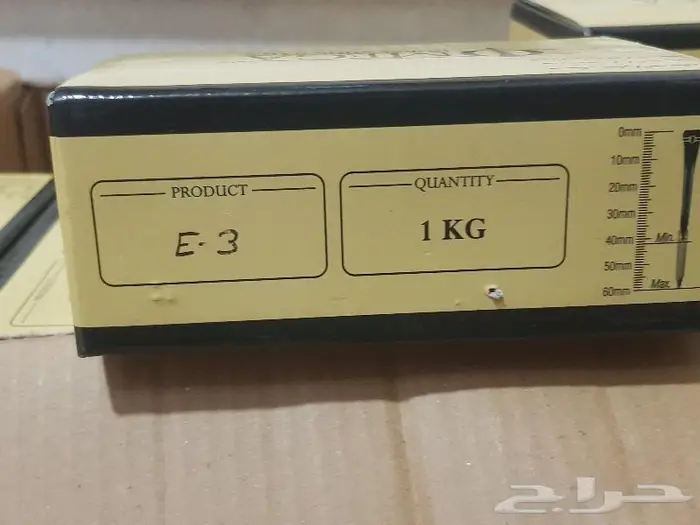 PRODUCT
E-3
QUANTITY
1 KG
0mm
10mm
20mm
30mm
40mm
Min.
50mm
60mm
Max.
حراج